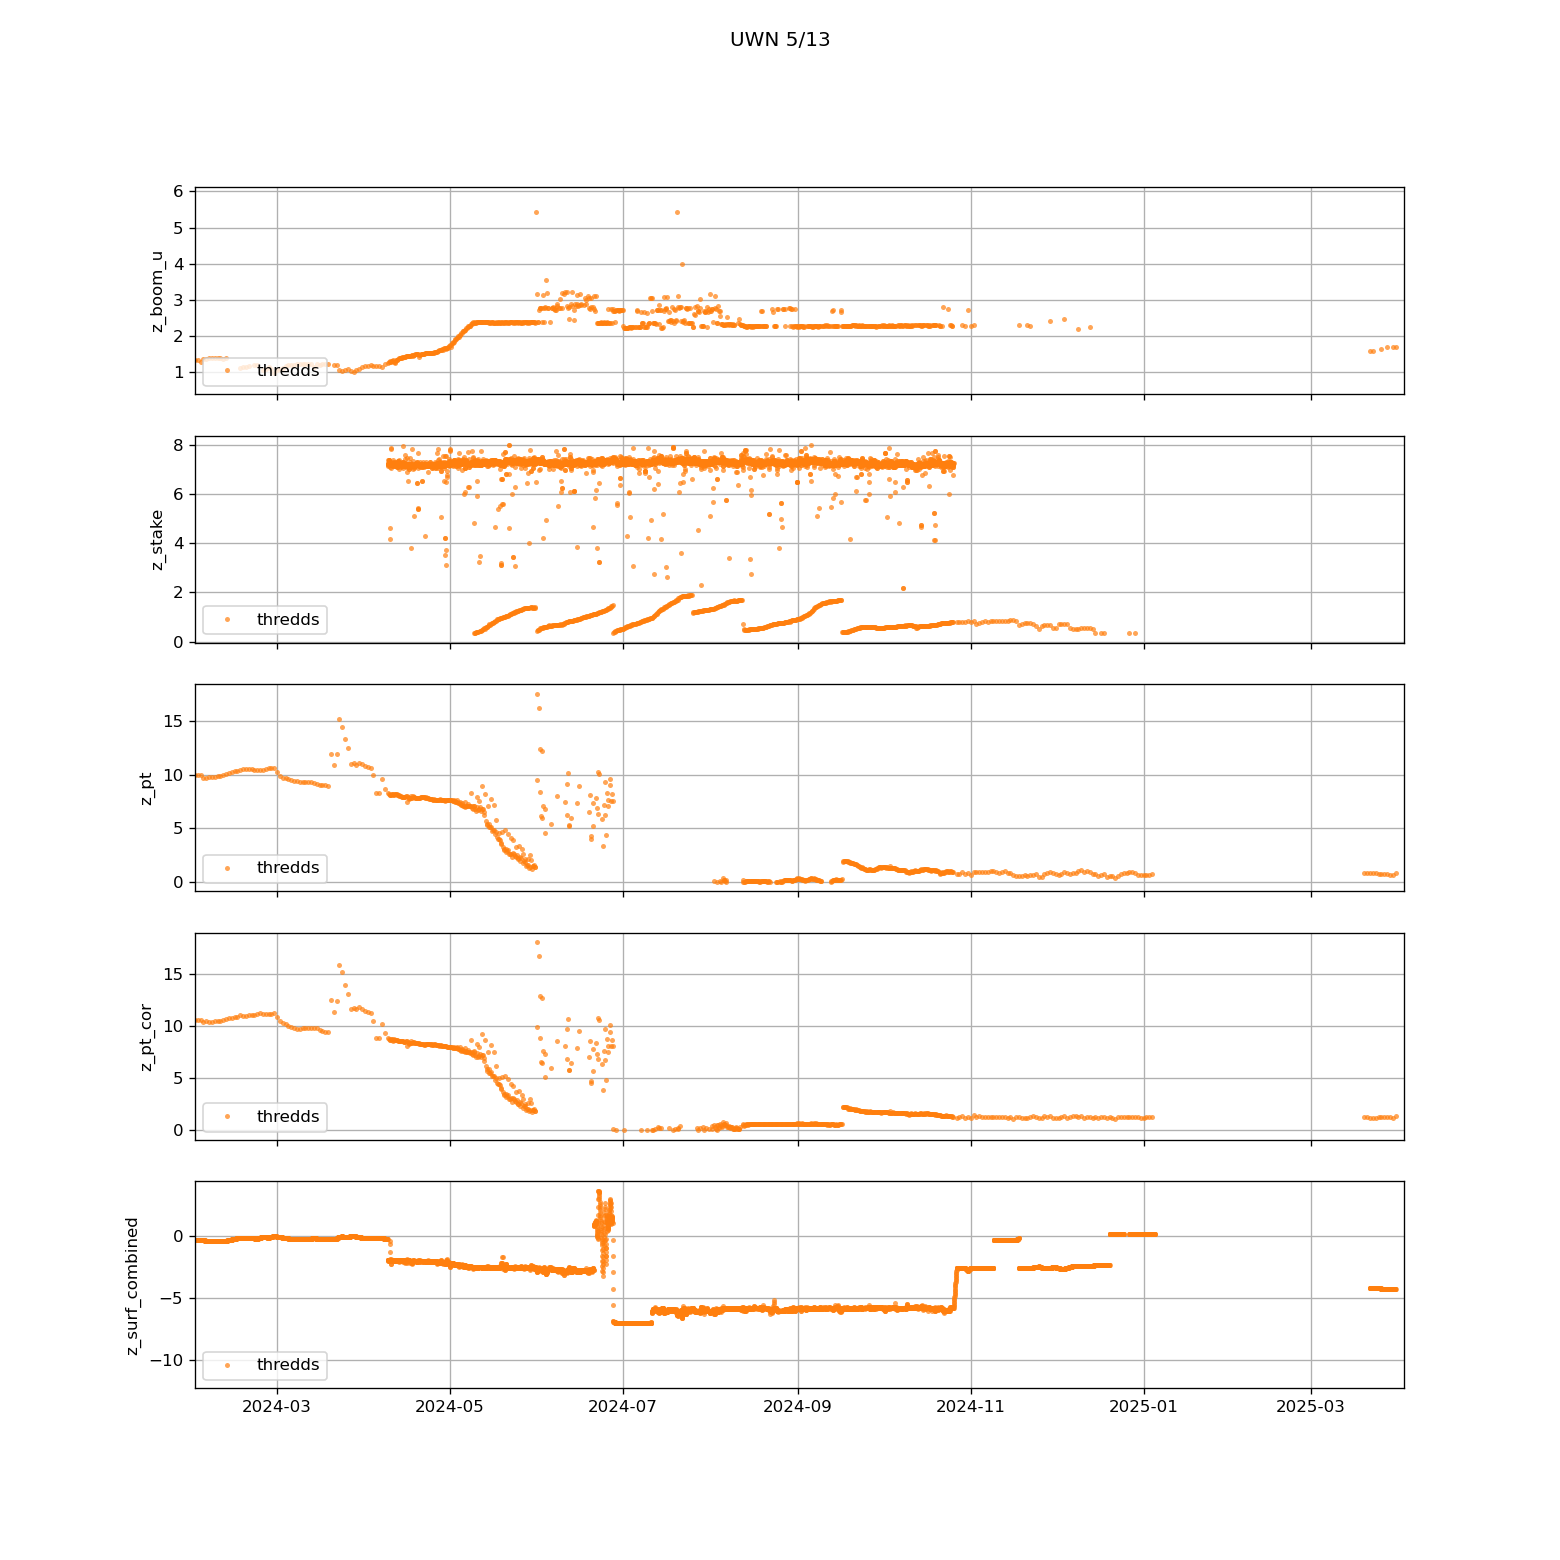 UWN 5/13
6
5
4
3
2
1
z_boom_u
thredds
8
6
4
2
0
z_stake
thredds
15
10
5
0
z_pt
thredds
15
10
5
0
z_pt_cor
thredds
0
−5
−10
z_surf_combined
thredds
2024-03 2024-05 2024-07 2024-09 2024-11 2025-01 2025-03